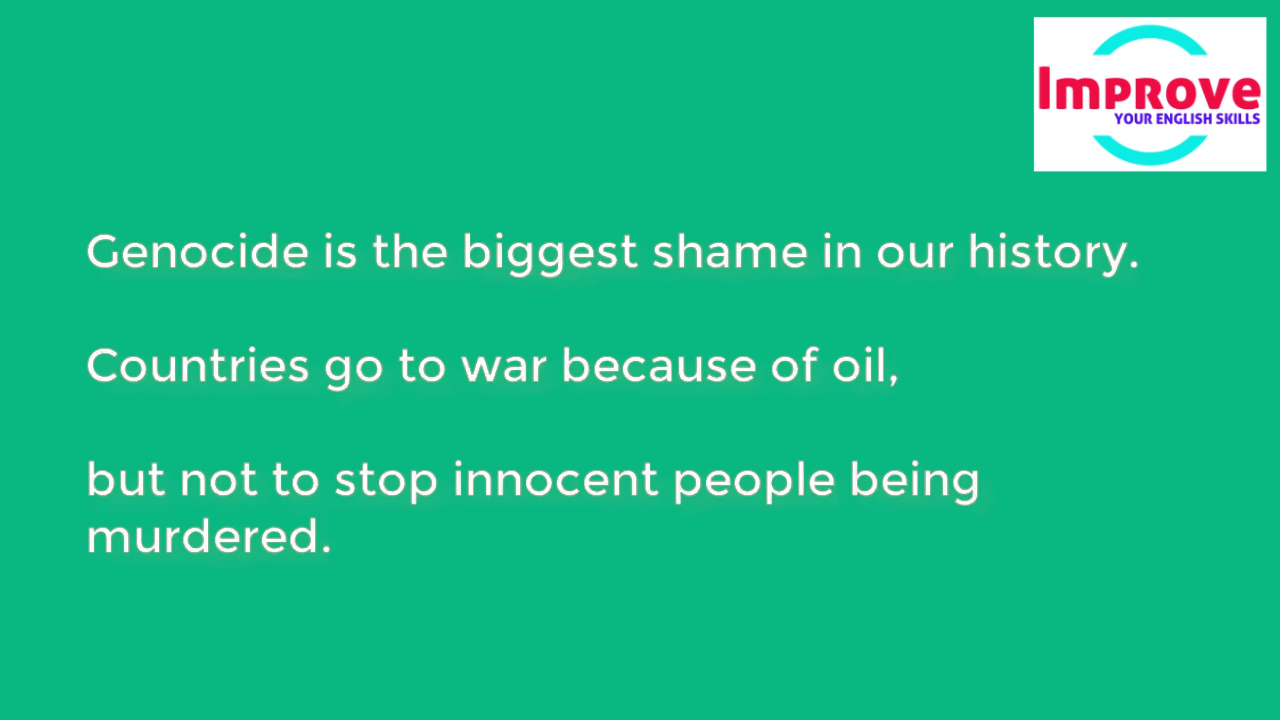 Improve
YOUR ENGLISH SKILLS
Genocide is the biggest shame in our history.
Countries go to war because of oil,
but not to stop innocent people being
murdered.